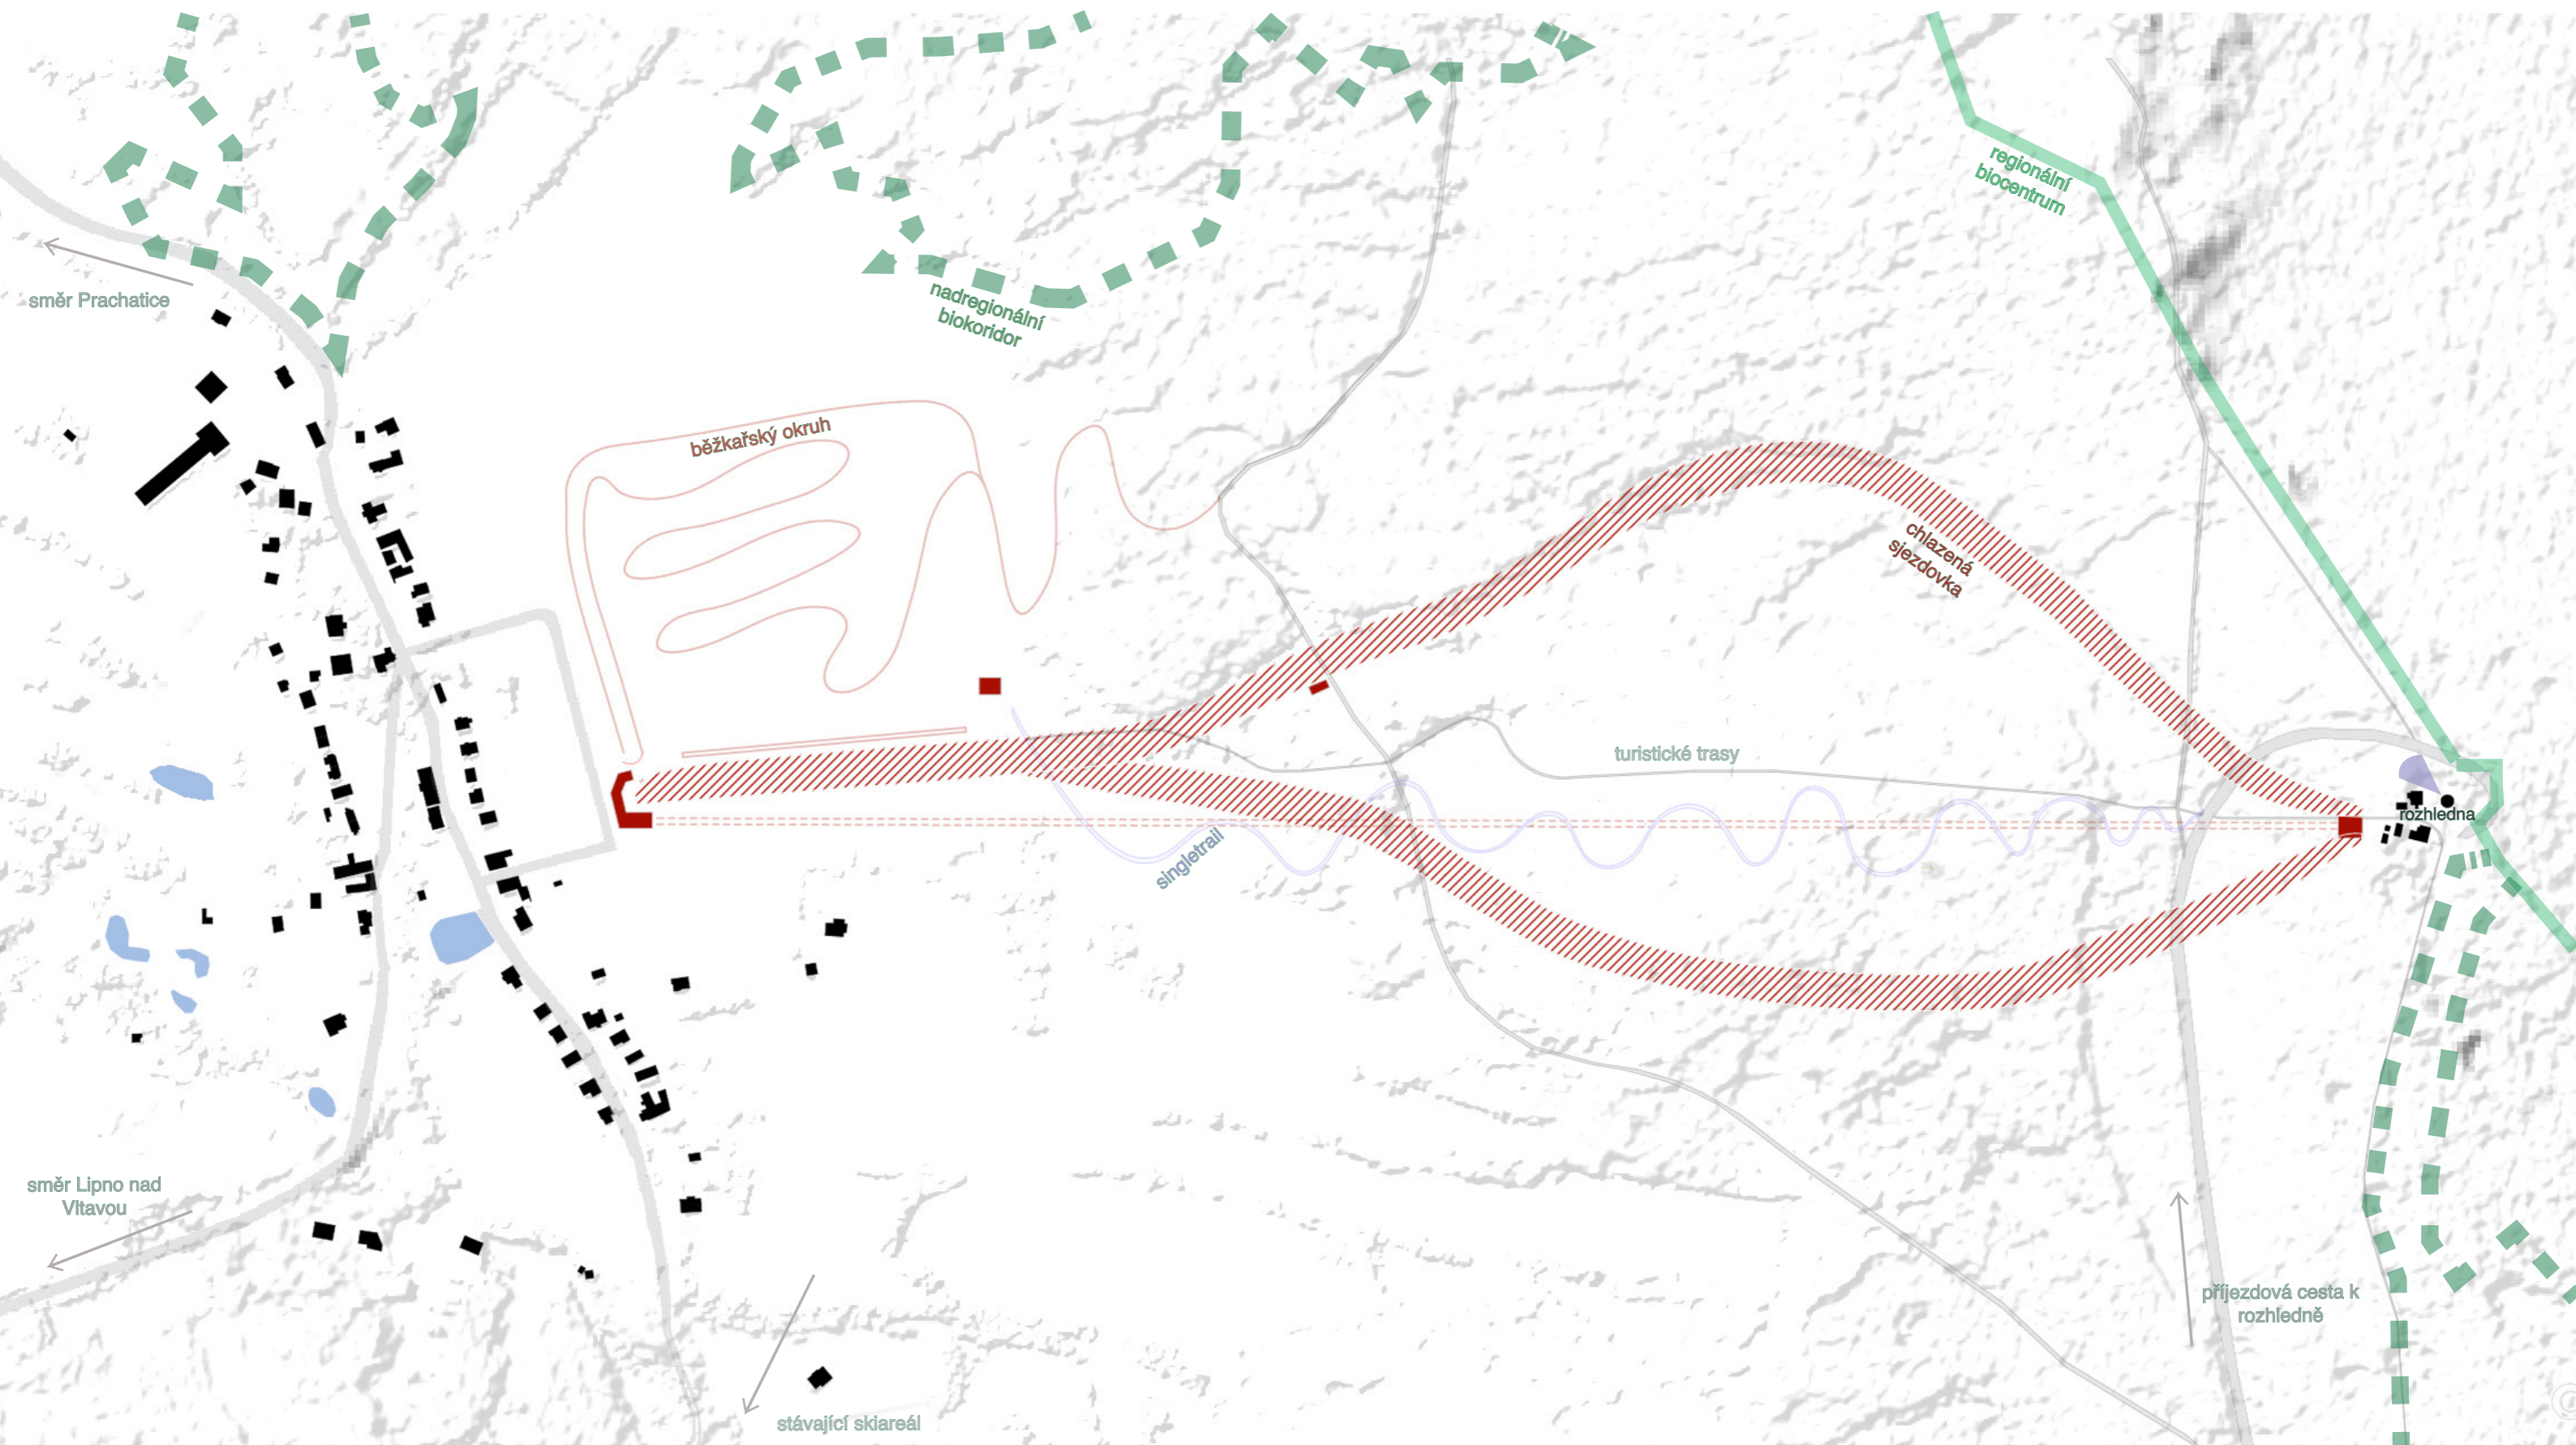 regionální
biocentrum
směr Prachatice
nadregionální
biokoridor
běžkařský okruh
chlazená
sjezdovka
turistické trasy
rozhledna
singletrail
směr Lipno nad
Vltavou
příjezdová cesta k
rozhledně
stávající skiareál
©